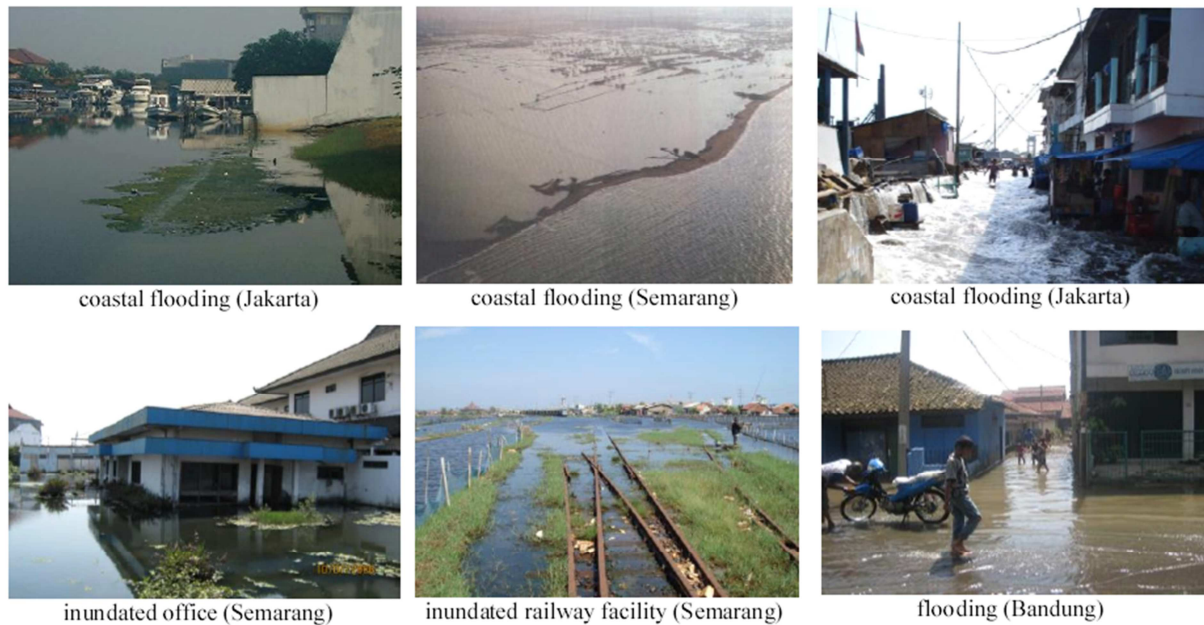 coastal flooding (Jakarta)
coastal flooding (Semarang)
coastal flooding (Jakarta)
inundated office (Semarang)
inundated railway facility (Semarang)
flooding (Bandung)